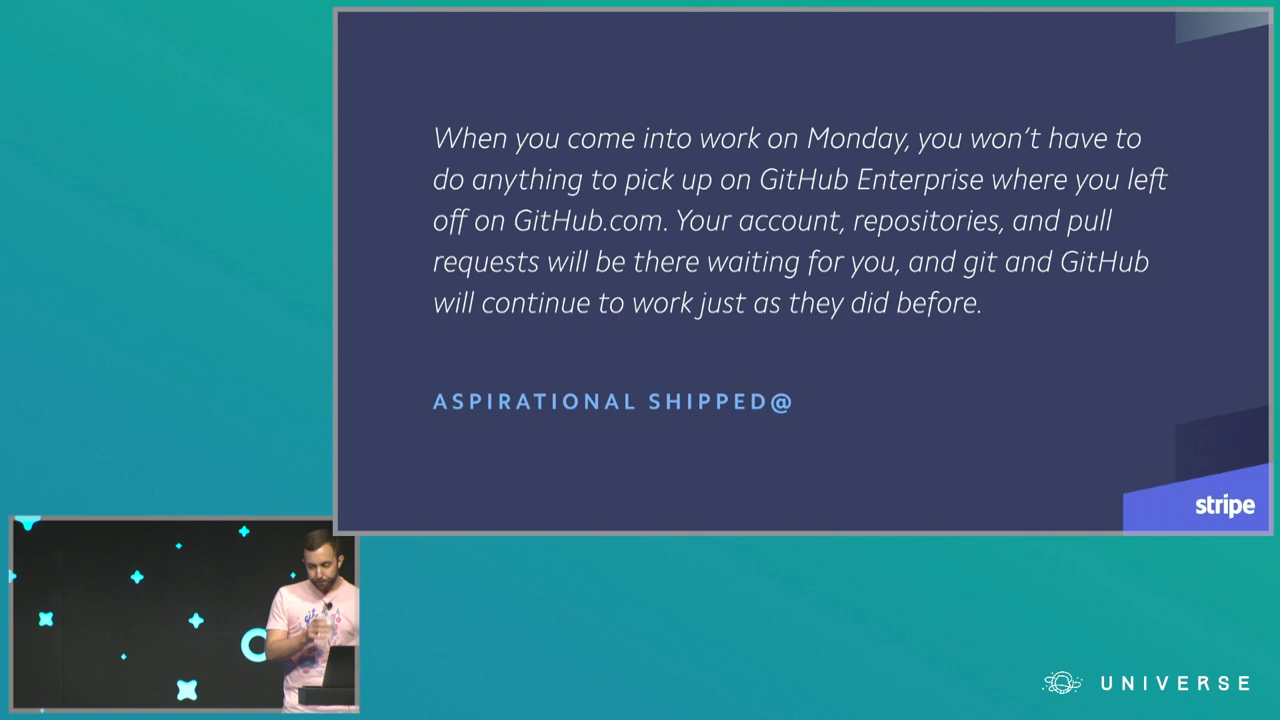 When you come into work on Monday, you won’t have to
do anything to pick up on GitHub Enterprise where you left
off on GitHub.com. Your account, repositories, and pull
requests will be there waiting for you, and git and GitHub
will continue to work just as they did before.
ASPIRATIONAL SHIPPED@
stripe
git
UNIVERSE